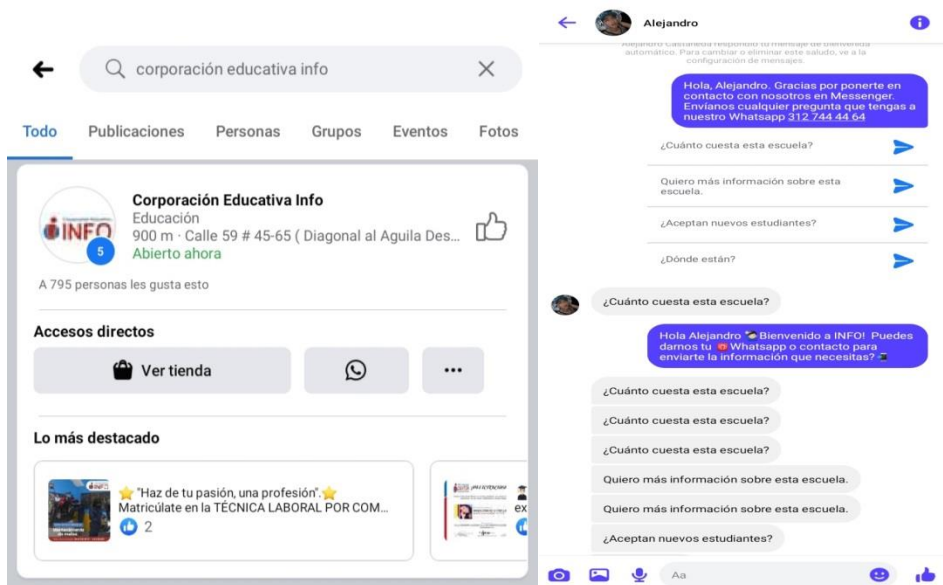 corporación educativa info
Todo Publicaciones Personas Grupos Eventos Fotos
INFO
5
Corporación Educativa Info
Educación
900 m · Calle 59 # 45-65 ( Diagonal al Aguila Des...
Abierto ahora
A 795 personas les gusta esto
Accesos directos
Ver tienda
Lo más destacado
⭐ "Haz de tu pasión, una profesión".⭐
Matricúlate en la TÉCNICA LABORAL POR COM...
2
Alejandro
Alejandro Castañeda respondió tu mensaje de bienvenida
automático. Para cambiar o eliminar este saludo, ve a la
configuración de mensajes.
Hola, Alejandro. Gracias por ponerte en
contacto con nosotros en Messenger.
Envíanos cualquier pregunta que tengas a
nuestro Whatsapp 312 744 44 64
¿Cuánto cuesta esta escuela?
Quiero más información sobre esta
escuela.
¿Aceptan nuevos estudiantes?
¿Dónde están?
¿Cuánto cuesta esta escuela?
Hola Alejandro Bienvenido a INFO! Puedes
darnos tu Whatsapp o contacto para
enviarte la información que necesitas?
¿Cuánto cuesta esta escuela?
¿Cuánto cuesta esta escuela?
¿Cuánto cuesta esta escuela?
Quiero más información sobre esta escuela.
Quiero más información sobre esta escuela.
¿Aceptan nuevos estudiantes?
Aa